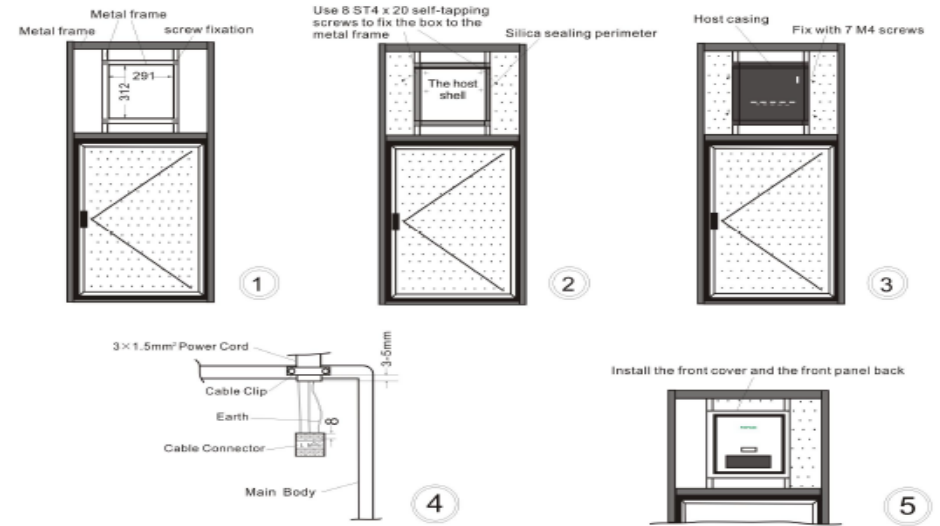 Metal frame
Metal frame
screw fixation
291
312
1
Use 8 ST4 x 20 self-tapping
screws to fix the box to the
metal frame
Silica sealing perimeter
The host
shell
2
Host casing
Fix with 7 M4 screws
3
3×1.5mm² Power Cord
3-5mm
Cable Clip
Earth
8
Cable Connector
Main Body
4
Install the front cover and the front panel back
5